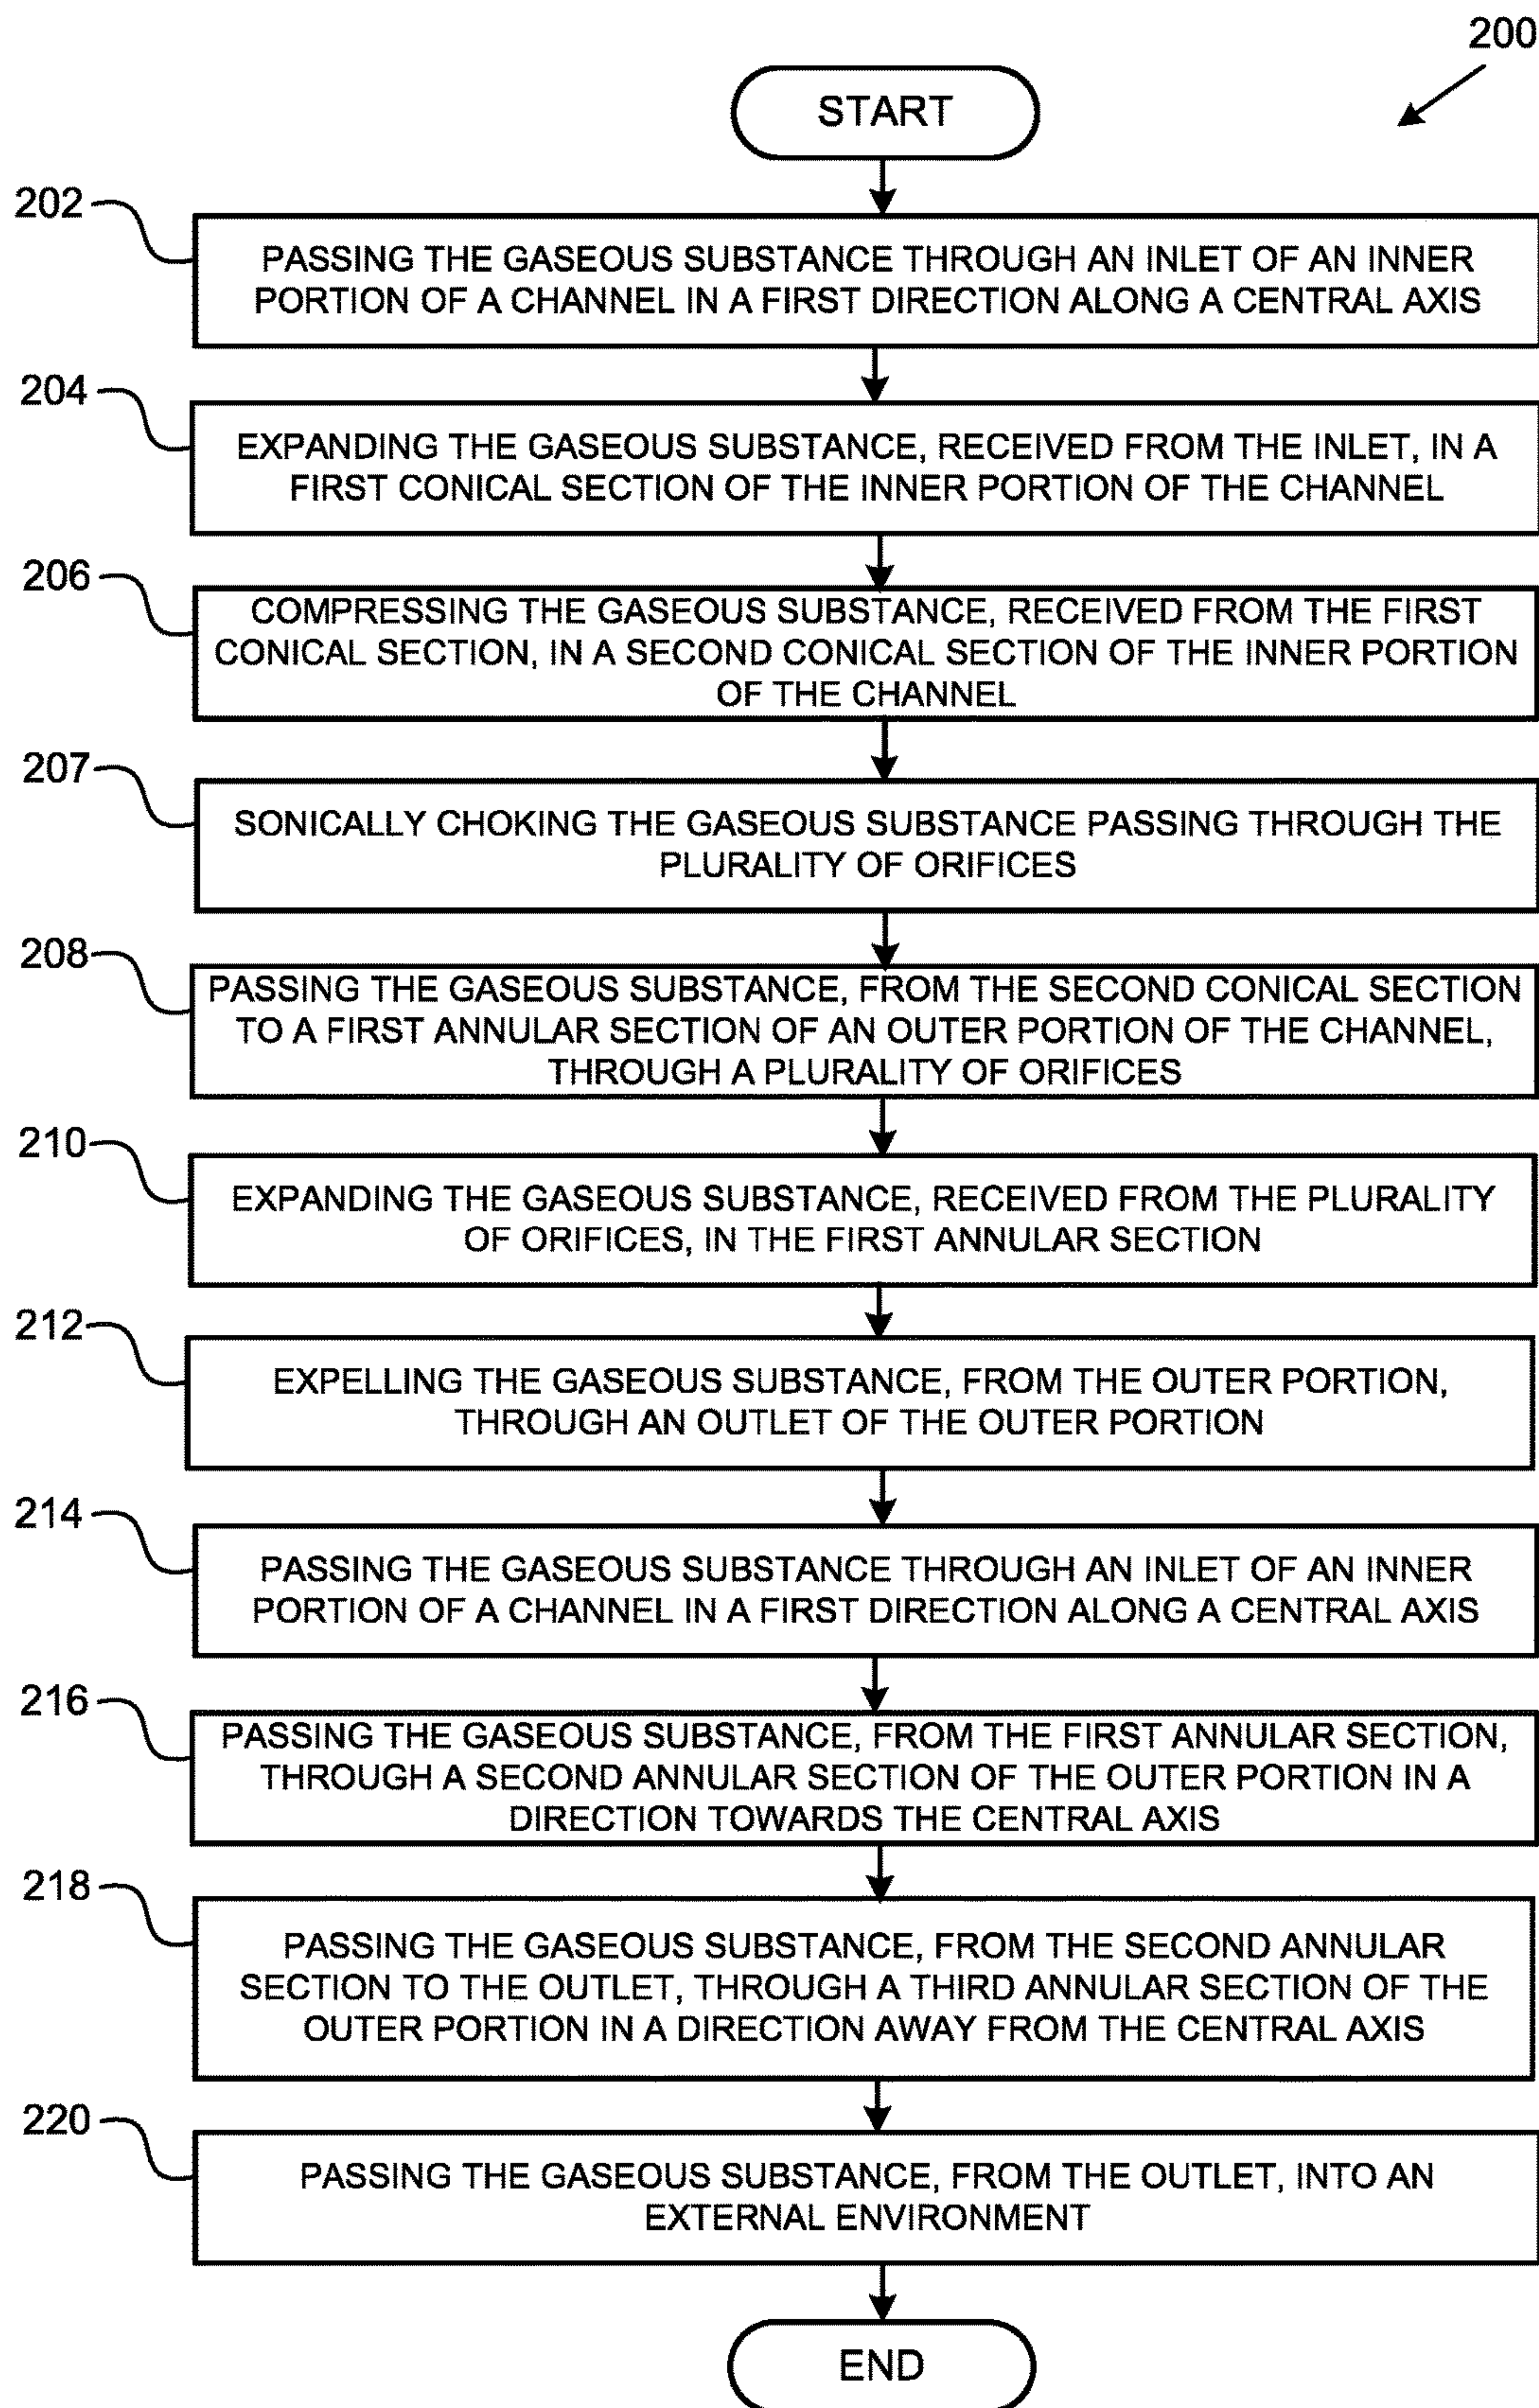 200
START
202
PASSING THE GASEOUS SUBSTANCE THROUGH AN INLET OF AN INNER
PORTION OF A CHANNEL IN A FIRST DIRECTION ALONG A CENTRAL AXIS
204
EXPANDING THE GASEOUS SUBSTANCE, RECEIVED FROM THE INLET, IN A
FIRST CONICAL SECTION OF THE INNER PORTION OF THE CHANNEL
206
COMPRESSING THE GASEOUS SUBSTANCE, RECEIVED FROM THE FIRST
CONICAL SECTION, IN A SECOND CONICAL SECTION OF THE INNER PORTION
OF THE CHANNEL
207
SONICALLY CHOKING THE GASEOUS SUBSTANCE PASSING THROUGH THE
PLURALITY OF ORIFICES
208
PASSING THE GASEOUS SUBSTANCE, FROM THE SECOND CONICAL SECTION
TO A FIRST ANNULAR SECTION OF AN OUTER PORTION OF THE CHANNEL,
THROUGH A PLURALITY OF ORIFICES
210
EXPANDING THE GASEOUS SUBSTANCE, RECEIVED FROM THE PLURALITY
OF ORIFICES, IN THE FIRST ANNULAR SECTION
212
EXPELLING THE GASEOUS SUBSTANCE, FROM THE OUTER PORTION,
THROUGH AN OUTLET OF THE OUTER PORTION
214
PASSING THE GASEOUS SUBSTANCE THROUGH AN INLET OF AN INNER
PORTION OF A CHANNEL IN A FIRST DIRECTION ALONG A CENTRAL AXIS
216
PASSING THE GASEOUS SUBSTANCE, FROM THE FIRST ANNULAR SECTION,
THROUGH A SECOND ANNULAR SECTION OF THE OUTER PORTION IN A
DIRECTION TOWARDS THE CENTRAL AXIS
218
PASSING THE GASEOUS SUBSTANCE, FROM THE SECOND ANNULAR
SECTION TO THE OUTLET, THROUGH A THIRD ANNULAR SECTION OF THE
OUTER PORTION IN A DIRECTION AWAY FROM THE CENTRAL AXIS
220
PASSING THE GASEOUS SUBSTANCE, FROM THE OUTLET, INTO AN
EXTERNAL ENVIRONMENT
END